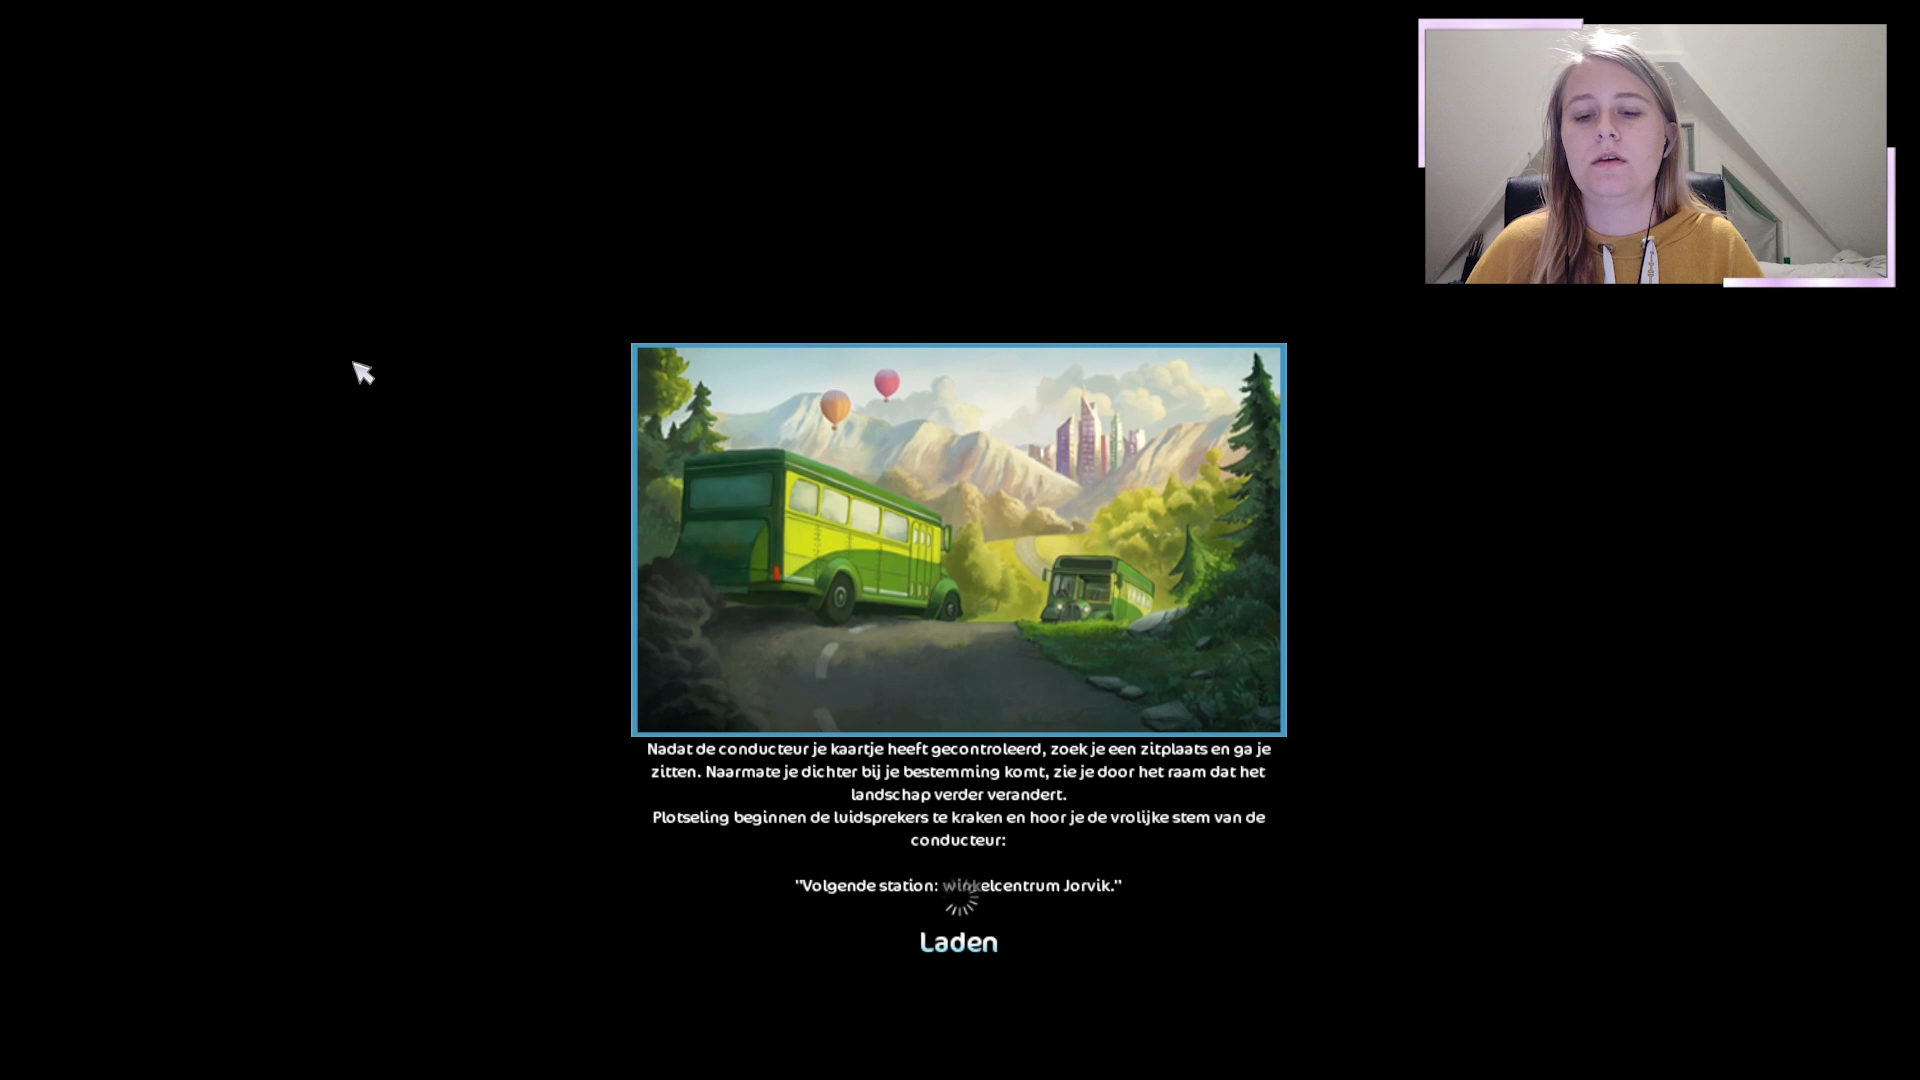 Nadat de conducteur je kaartje heeft gecontroleerd, zoek je een zitplaats en ga je
zitten. Naarmate je dichter bij je bestemming komt, zie je door het raam dat het
landschap verder verandert.
Plotseling beginnen de luidsprekers te kraken en hoor je de vrolijke stem van de
conducteur:
"Volgende station: winkelcentrum Jorvik."
Laden